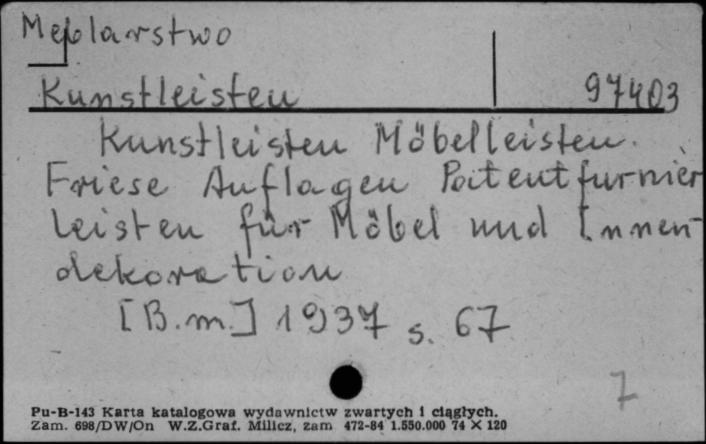 Meblarstwo
Kunstleisten 97403
Kunstleisten Möbelleisten.
Friese Auflagen Patentfurnier
leisten für Möbel und Innen-
dekoration
[B.m.] 1937 s. 67
7
Pu-B-143 Karta katalogowa wydawnictw zwartych i ciągłych.
Zam. 698/DW/On W.Z.Graf. Milicz, zam 472-84 1.550.000 74 X 120